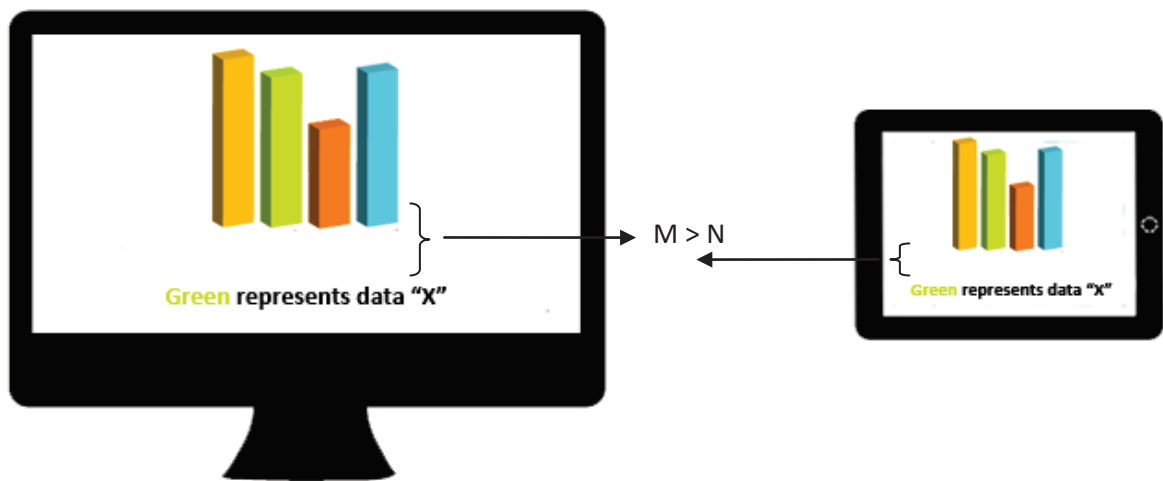 Green represents data “X”
M > N
Green represents data “X”